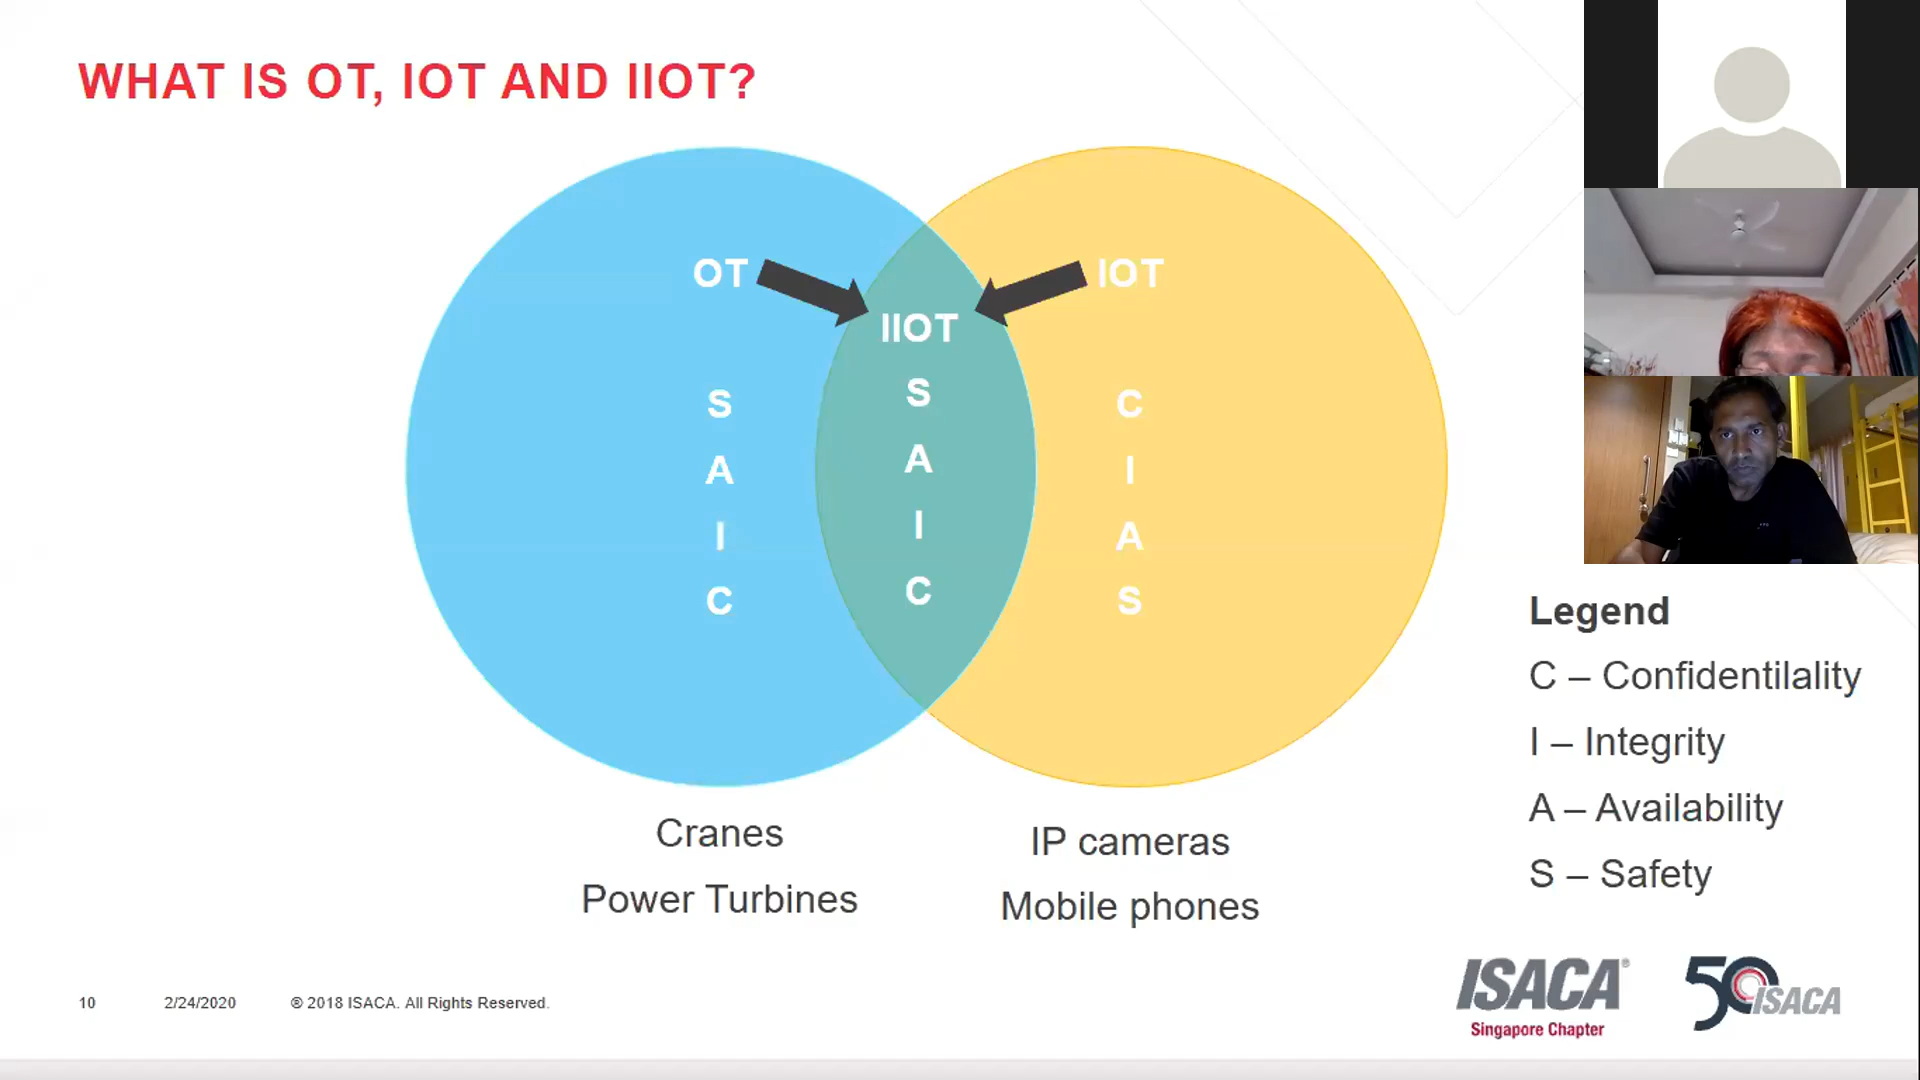 WHAT IS OT, IOT AND IIOT?
OT
IOT
IIOT
S
A
I
C
S
A
I
C
C
I
A
S
Cranes
Power Turbines
IP cameras
Mobile phones
Legend
C – Confidentilality
I – Integrity
A – Availability
S – Safety
10
2/24/2020
© 2018 ISACA. All Rights Reserved.
ISACA®
Singapore Chapter
50 ISACA